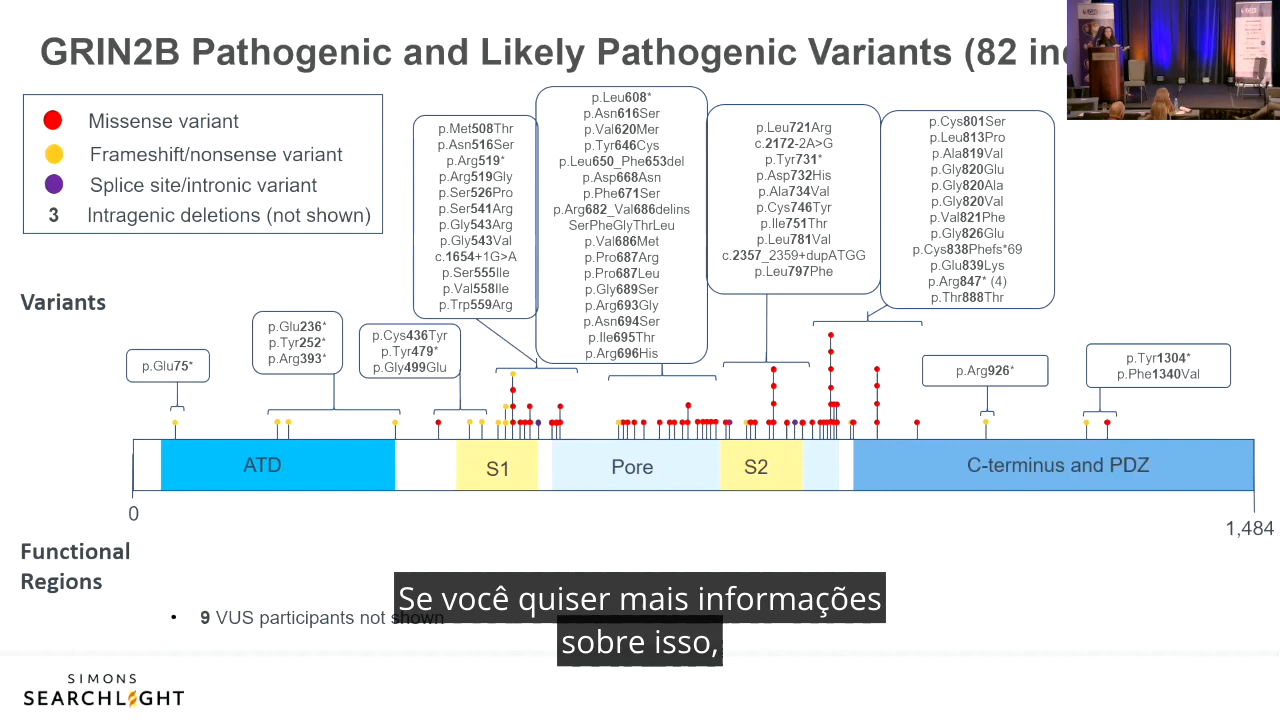 GRIN2B Pathogenic and Likely Pathogenic Variants (82
Missense variant
Frameshift/nonsense variant
Splice site/intronic variant
3 Intragenic deletions (not shown)
Variants
p.Glu75*
p.Glu236*
p.Tyr252*
p.Arg393*
p.Cys436Tyr
p.Tyr479*
p.Gly499Glu
p.Met508Thr
p.Asn516Ser
p.Arg519*
p.Arg519Gly
p.Ser526Pro
p.Ser541Arg
p.Gly543Arg
p.Gly543Val
c.1654+1G>A
p.Ser555Ile
p.Val558Ile
p.Trp559Arg
p.Leu608*
p.Asn616Ser
p.Val620Mer
p.Tyr646Cys
p.Leu650_Phe653del
p.Asp668Asn
p.Phe671Ser
p.Arg682_Val686delins
SerPheGlyThrLeu
p.Val686Met
p.Pro687Arg
p.Pro687Leu
p.Gly689Ser
p.Arg693Gly
p.Asn694Ser
p.Ile695Thr
p.Arg696His
p.Leu721Arg
c.2172-2A>G
p.Tyr731*
p.Asp732His
p.Ala734Val
p.Cys746Tyr
p.Ile751Thr
p.Leu781Val
c.2357_2359+dupATGG
p.Leu797Phe
p.Cys801Ser
p.Leu813Pro
p.Ala819Val
p.Gly820Glu
p.Gly820Ala
p.Gly820Val
p.Val821Phe
p.Gly826Glu
p.Cys838Phefs*69
p.Glu839Lys
p.Arg847* (4)
p.Thr888Thr
p.Arg926*
p.Tyr1304*
p.Phe1340Val
ATD
S1
Pore
S2
C-terminus and PDZ
0
1,484
Functional
Regions
• 9 VUS participants not shown
Se você quiser mais informações
sobre isso,
SIMONS
SEARCHLIGHT